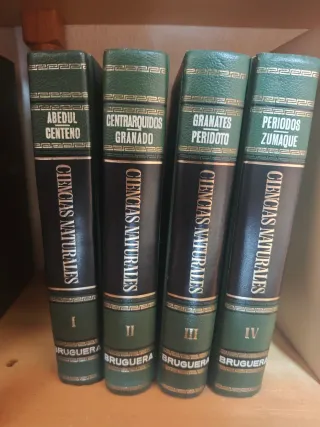 ABEDUL
CENTENO
CIENCIAS NATURALES
I
BRUGUERA
CENTRARQUIDOS
GRANADO
CIENCIAS NATURALES
II
BRUGUERA
GRANATES
PERIDOTO
CIENCIAS NATURALES
III
BRUGUERA
PERIODOS
ZUMAQUE
CIENCIAS NATURALES
IV
BRUGUERA